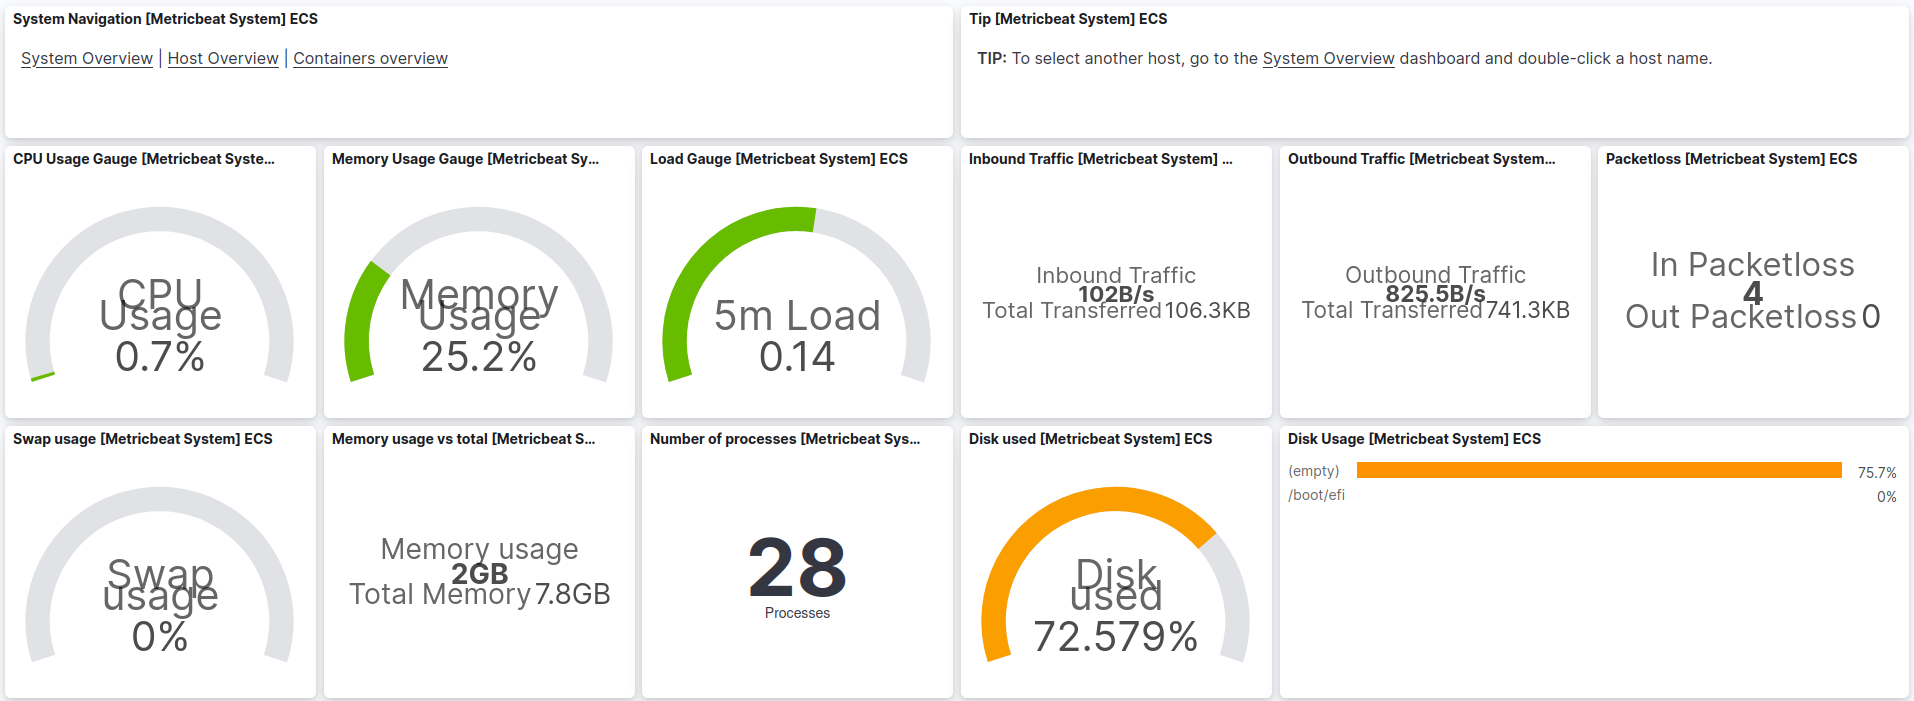 System Navigation [Metricbeat System] ECS
System Overview | Host Overview | Containers overview
Tip [Metricbeat System] ECS
TIP: To select another host, go to the System Overview dashboard and double-click a host name.
CPU Usage Gauge [Metricbeat Syste...
CPU
Usage
0.7%
Memory Usage Gauge [Metricbeat Sy...
Memory
Usage
25.2%
Load Gauge [Metricbeat System] ECS
5m Load
0.14
Inbound Traffic [Metricbeat System] ...
Inbound Traffic
102B/s
Total Transferred 106.3KB
Outbound Traffic [Metricbeat System...
Outbound Traffic
825.5B/s
Total Transferred 741.3KB
Packetloss [Metricbeat System] ECS
In Packetloss
4
Out Packetloss 0
Swap usage [Metricbeat System] ECS
Swap
usage
0%
Memory usage vs total [Metricbeat S...
Memory usage
2GB
Total Memory 7.8GB
Number of processes [Metricbeat Sys...
28
Processes
Disk used [Metricbeat System] ECS
Disk
used
72.579%
Disk Usage [Metricbeat System] ECS
(empty) 75.7%
/boot/efi 0%